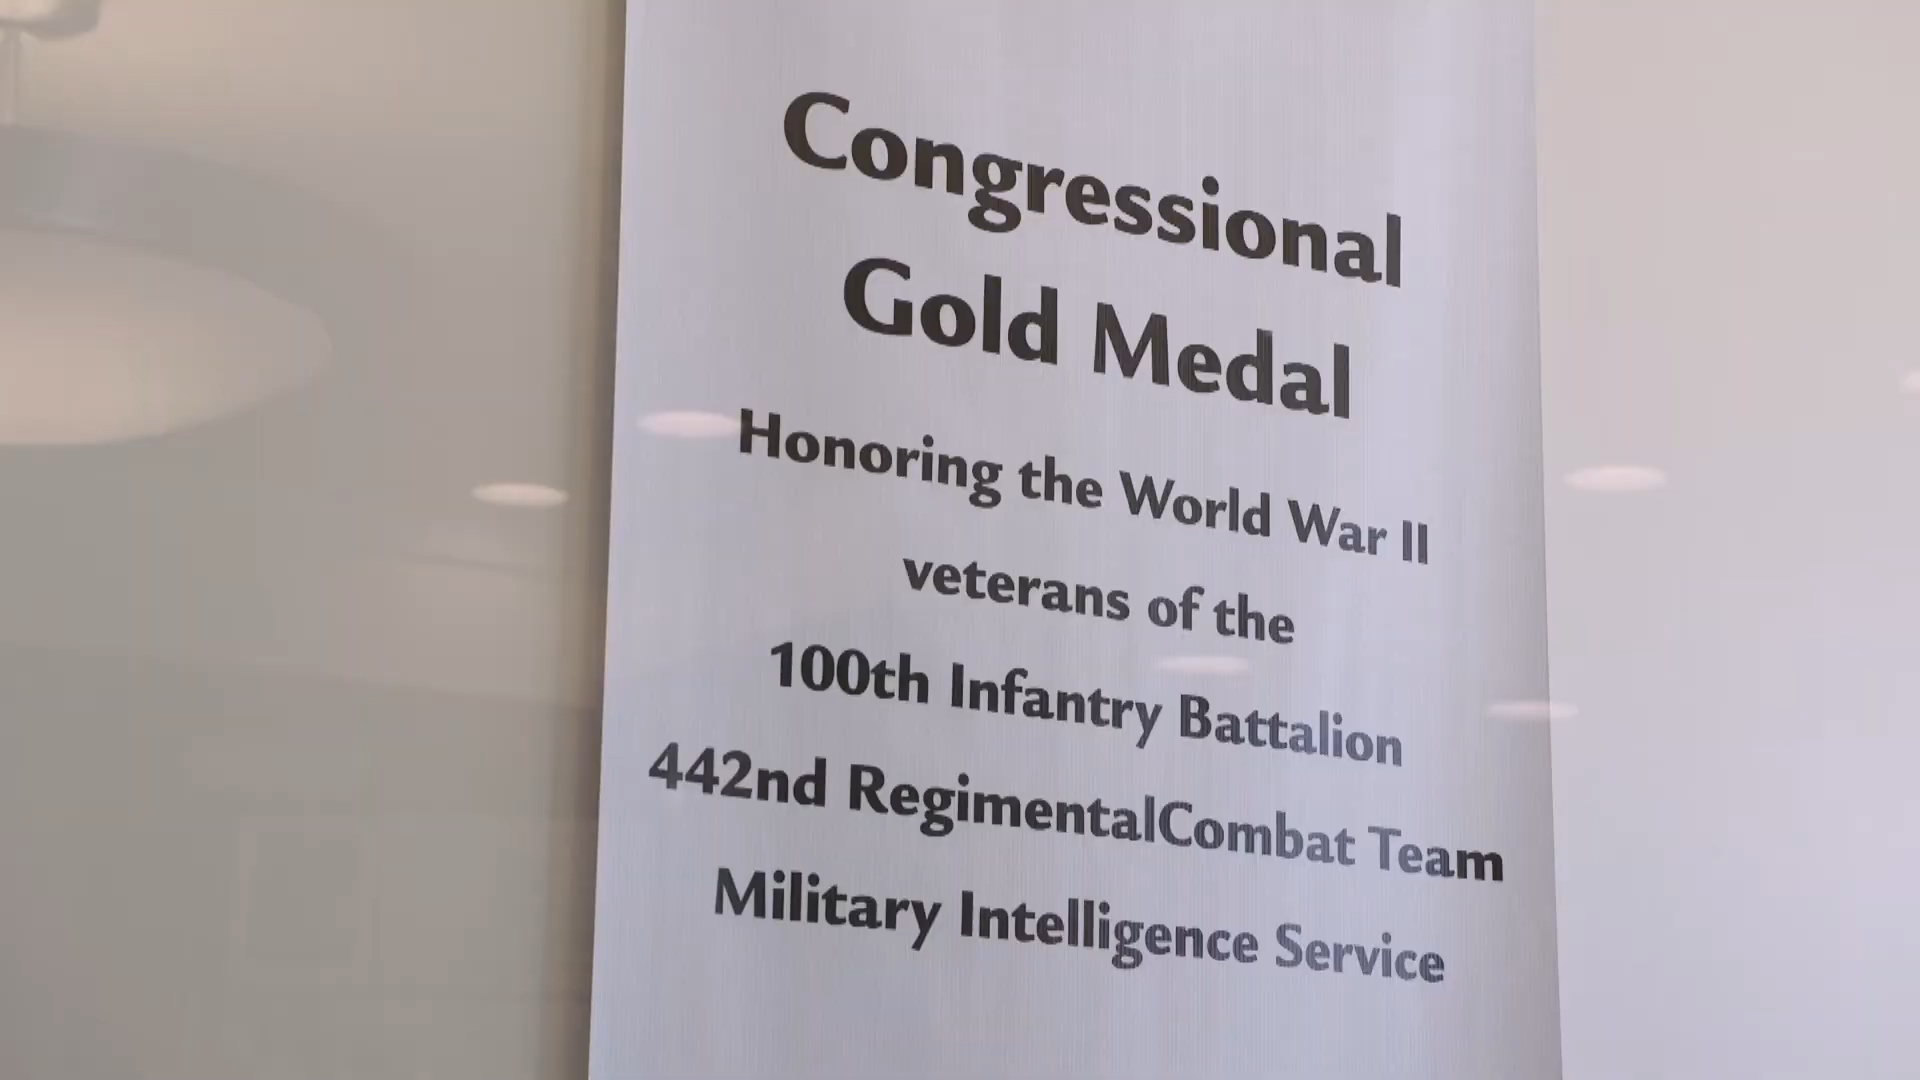 Congressional
Gold Medal
Honoring the World War II
veterans of the
100th Infantry Battalion
442nd RegimentalCombat Team
Military Intelligence Service